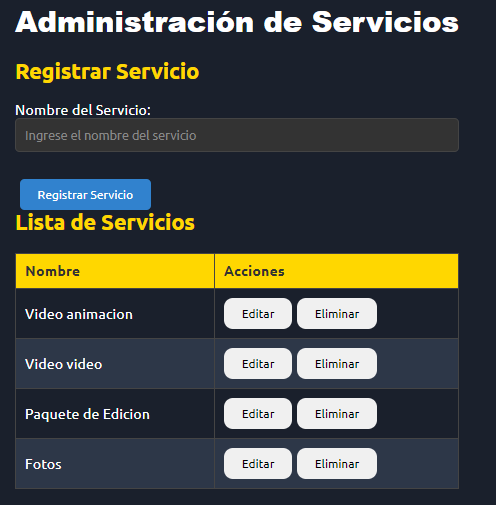 Administración de Servicios
Registrar Servicio
Nombre del Servicio:
Ingrese el nombre del servicio
Registrar Servicio
Lista de Servicios
Nombre Acciones
Video animacion Editar Eliminar
Video video Editar Eliminar
Paquete de Edicion Editar Eliminar
Fotos Editar Eliminar